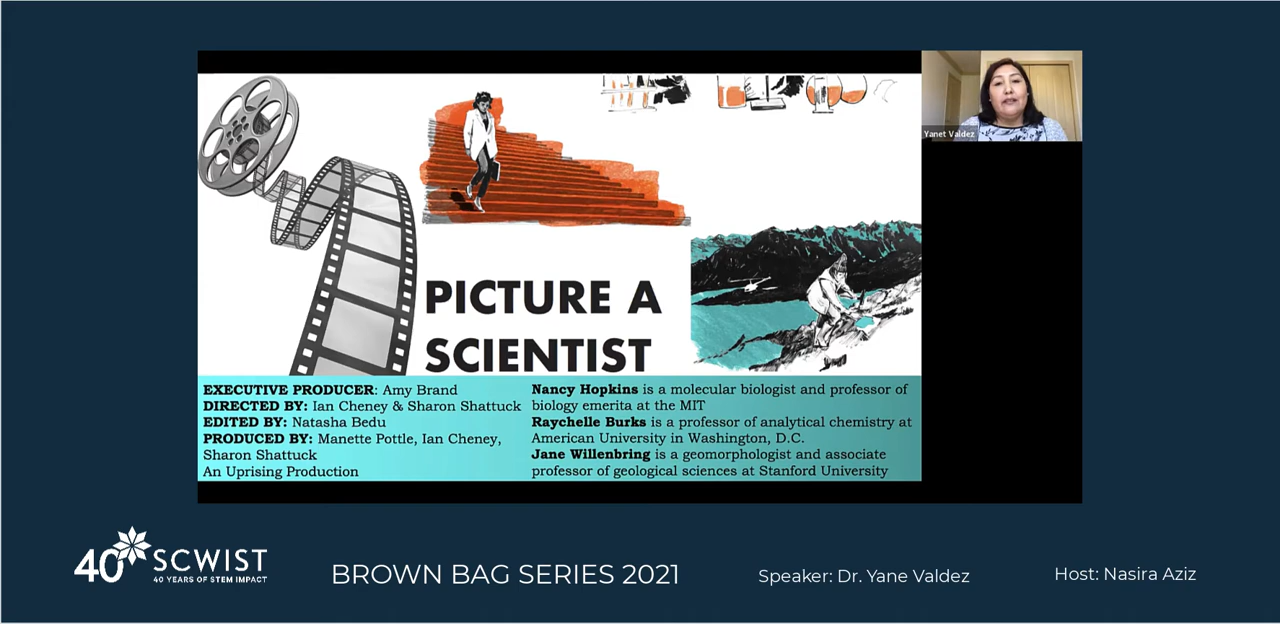 PICTURE A
SCIENTIST
EXECUTIVE PRODUCER: Amy Brand
DIRECTED BY: Ian Cheney & Sharon Shattuck
EDITED BY: Natasha Bedu
PRODUCED BY: Manette Pottle, Ian Cheney,
Sharon Shattuck
An Uprising Production
Nancy Hopkins is a molecular biologist and professor of
biology emerita at the MIT
Raychelle Burks is a professor of analytical chemistry at
American University in Washington, D.C.
Jane Willenbring is a geomorphologist and associate
professor of geological sciences at Stanford University
Yanet Valdez
40 SCWIST
40 YEARS OF STEM IMPACT
BROWN BAG SERIES 2021
Speaker: Dr. Yane Valdez
Host: Nasira Aziz